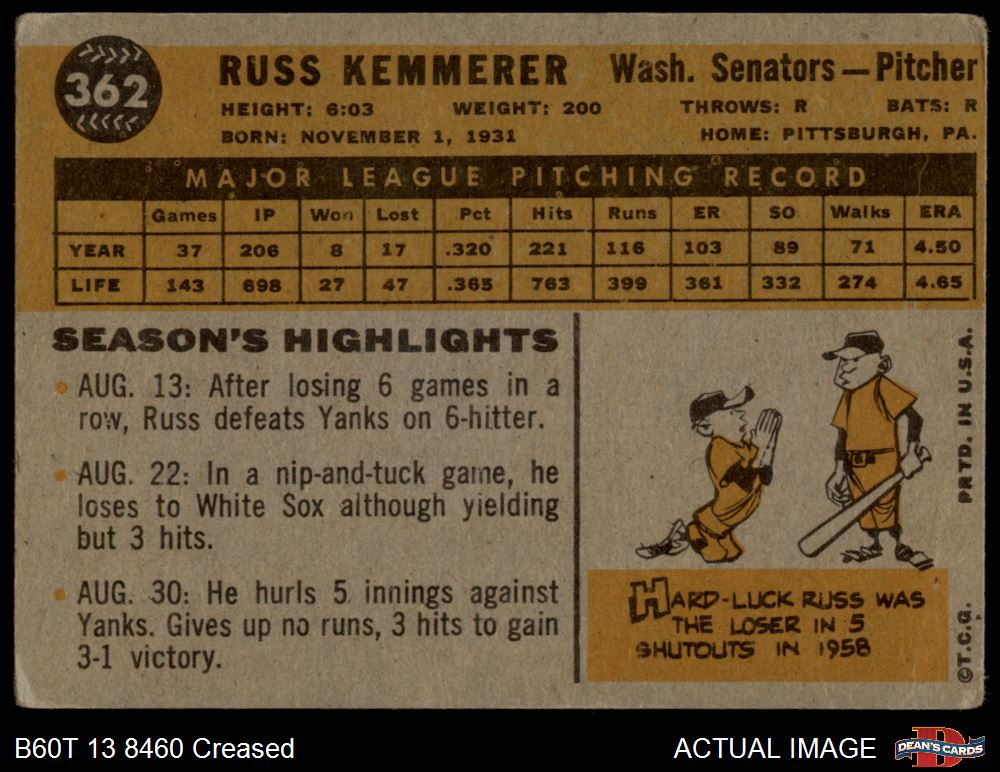 362
RUSS KEMMERER Wash. Senators — Pitcher
HEIGHT: 6:03 WEIGHT: 200 THROWS: R BATS: R
BORN: NOVEMBER 1, 1931 HOME: PITTSBURGH, PA.
MAJOR LEAGUE PITCHING RECORD
Games IP Won Lost Pct Hits Runs ER SO Walks ERA
YEAR 37 206 8 17 .320 221 116 103 89 71 4.50
LIFE 143 698 27 47 .365 763 399 361 332 274 4.65
SEASON'S HIGHLIGHTS
• AUG. 13: After losing 6 games in a
row, Russ defeats Yanks on 6-hitter.
• AUG. 22: In a nip-and-tuck game, he
loses to White Sox although yielding
but 3 hits.
• AUG. 30: He hurls 5 innings against
Yanks. Gives up no runs, 3 hits to gain
3-1 victory.
HARD-LUCK RUSS WAS
THE LOSER IN 5
SHUTOUTS IN 1958
©T.C.G. PRTD. IN U.S.A.
B60T 13 8460 Creased
ACTUAL IMAGE
DEAN'S CARDS